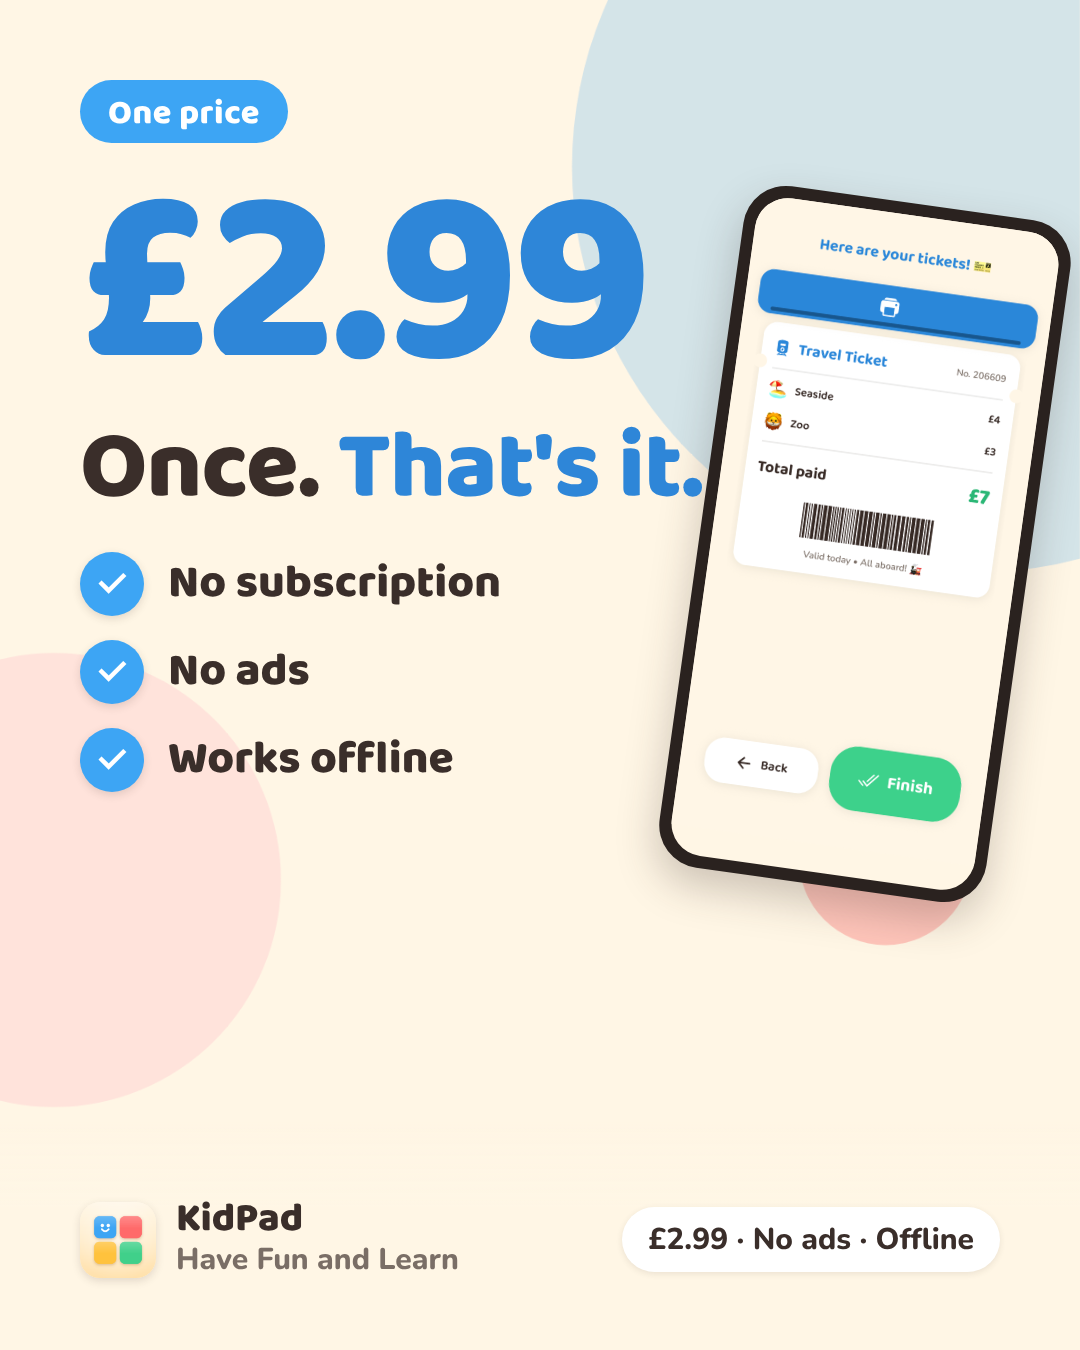 One price
£2.99
Once. That's it.
No subscription
No ads
Works offline
Here are your tickets! 🎫
Travel Ticket
No. 206609
Seaside
£4
Zoo
£3
Total paid
£7
Valid today • All aboard! 🚂
Back
Finish
KidPad
Have Fun and Learn
£2.99 · No ads · Offline